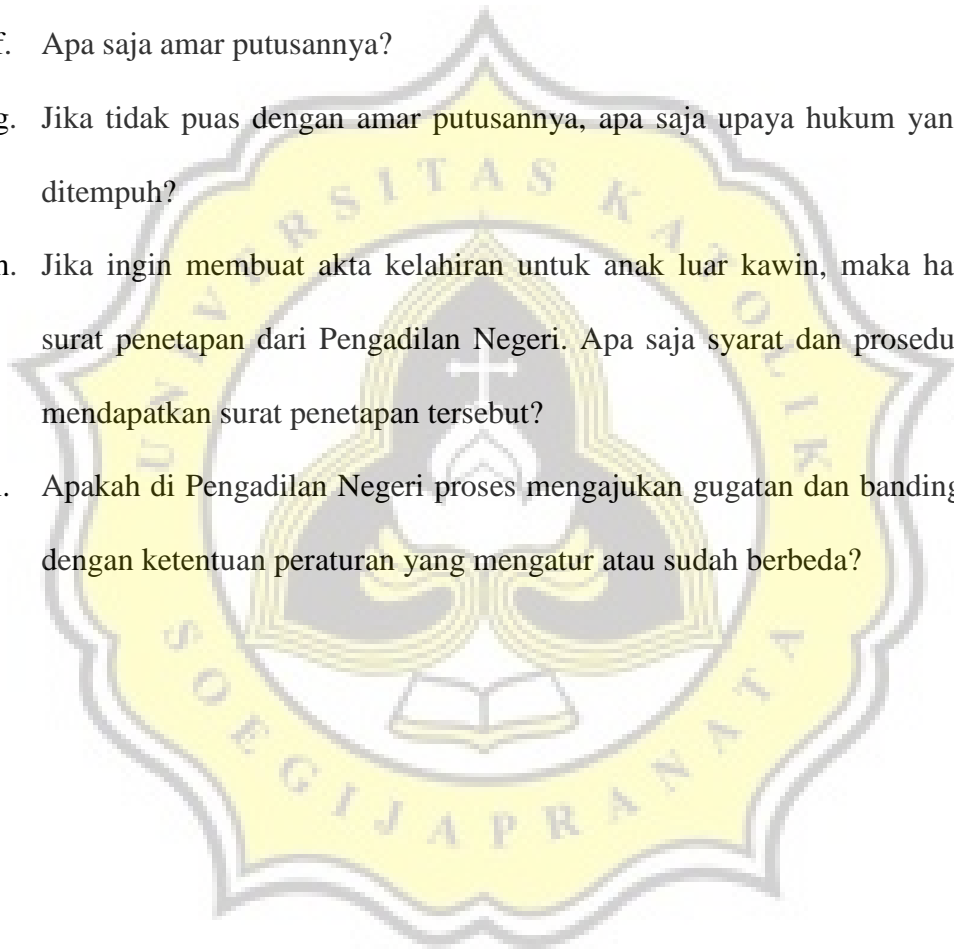 f. Apa saja amar putusannya?
g. Jika tidak puas dengan amar putusannya, apa saja upaya hukum yan
ditempuh?
h. Jika ingin membuat akta kelahiran untuk anak luar kawin, maka ha
surat penetapan dari Pengadilan Negeri. Apa saja syarat dan prosedu
mendapatkan surat penetapan tersebut?
i. Apakah di Pengadilan Negeri proses mengajukan gugatan dan banding
dengan ketentuan peraturan yang mengatur atau sudah berbeda?
UNIVERSITAS KATOLIK
SOEGIJAPRANATA